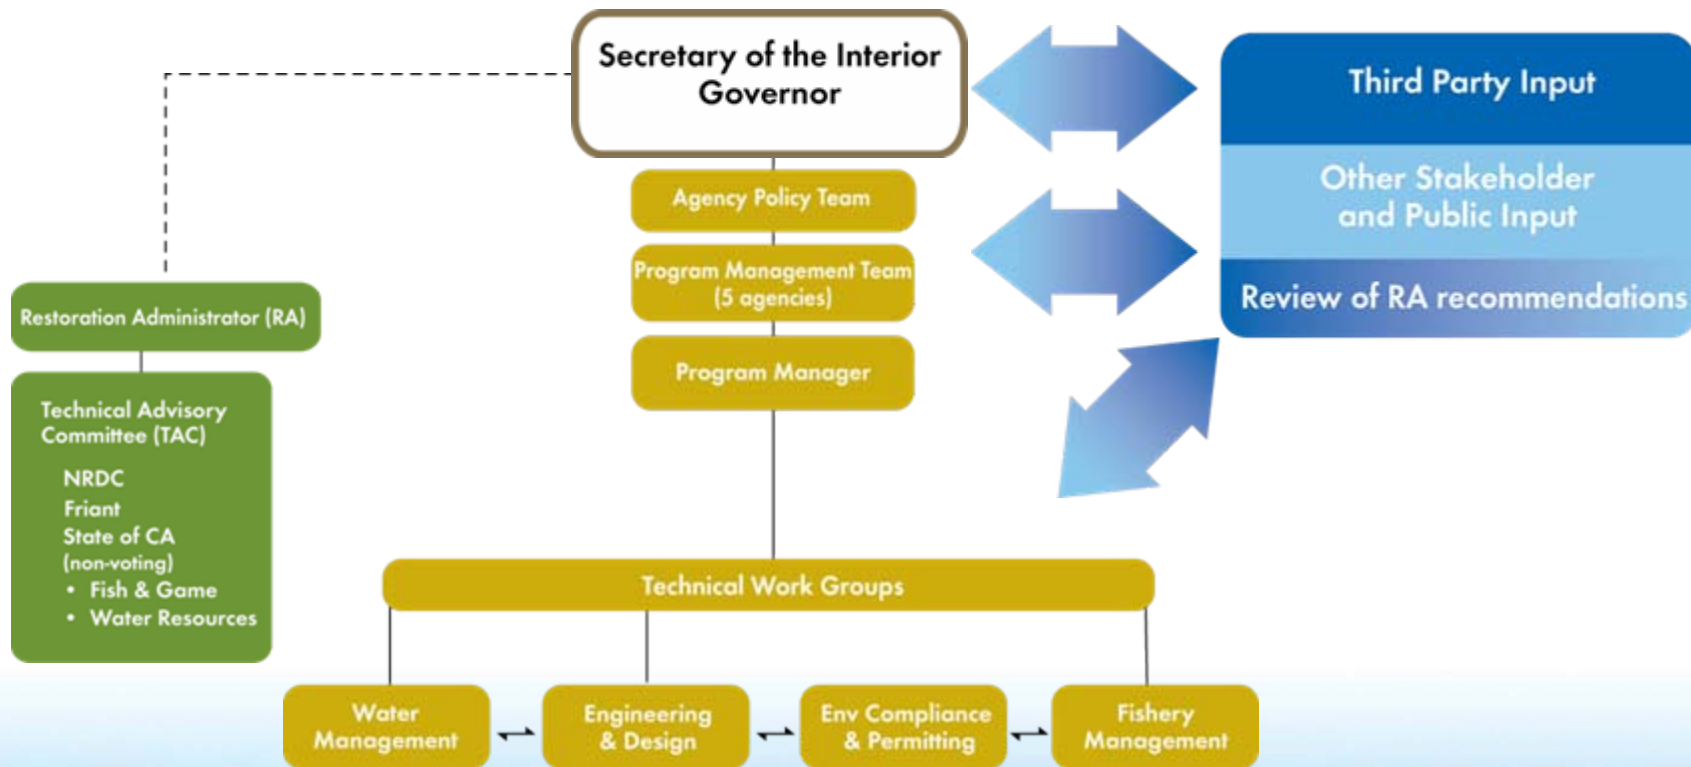 Secretary of the Interior
Governor
Third Party Input
Other Stakeholder
and Public Input
Review of RA recommendations
Agency Policy Team
Program Management Team
(5 agencies)
Program Manager
Restoration Administrator (RA)
Technical Advisory
Committee (TAC)
NRDC
Friant
State of CA
(non-voting)
• Fish & Game
• Water Resources
Technical Work Groups
Water
Management
Engineering
& Design
Env Compliance
& Permitting
Fishery
Management